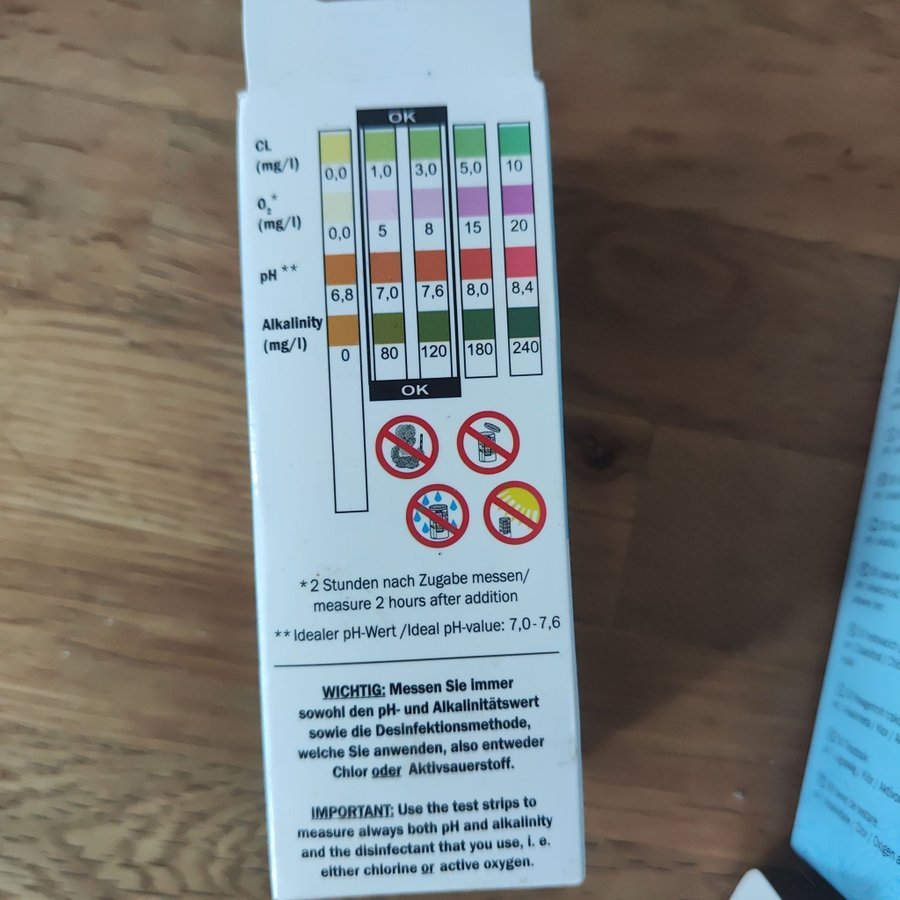 OK
CL
(mg/l)
0,0 1,0 3,0 5,0 10
O₂*
(mg/l)
0,0 5 8 15 20
pH **
6,8 7,0 7,6 8,0 8,4
Alkalinity
(mg/l)
0 80 120 180 240
OK
* 2 Stunden nach Zugabe messen/
measure 2 hours after addition
** Idealer pH-Wert /Ideal pH-value: 7,0-7,6
WICHTIG: Messen Sie immer
sowohl den pH- und Alkalinitätswert
sowie die Desinfektionsmethode,
welche Sie anwenden, also entweder
Chlor oder Aktivsauerstoff.
IMPORTANT: Use the test strips to
measure always both pH and alkalinity
and the disinfectant that you use, i. e.
either chlorine or active oxygen.